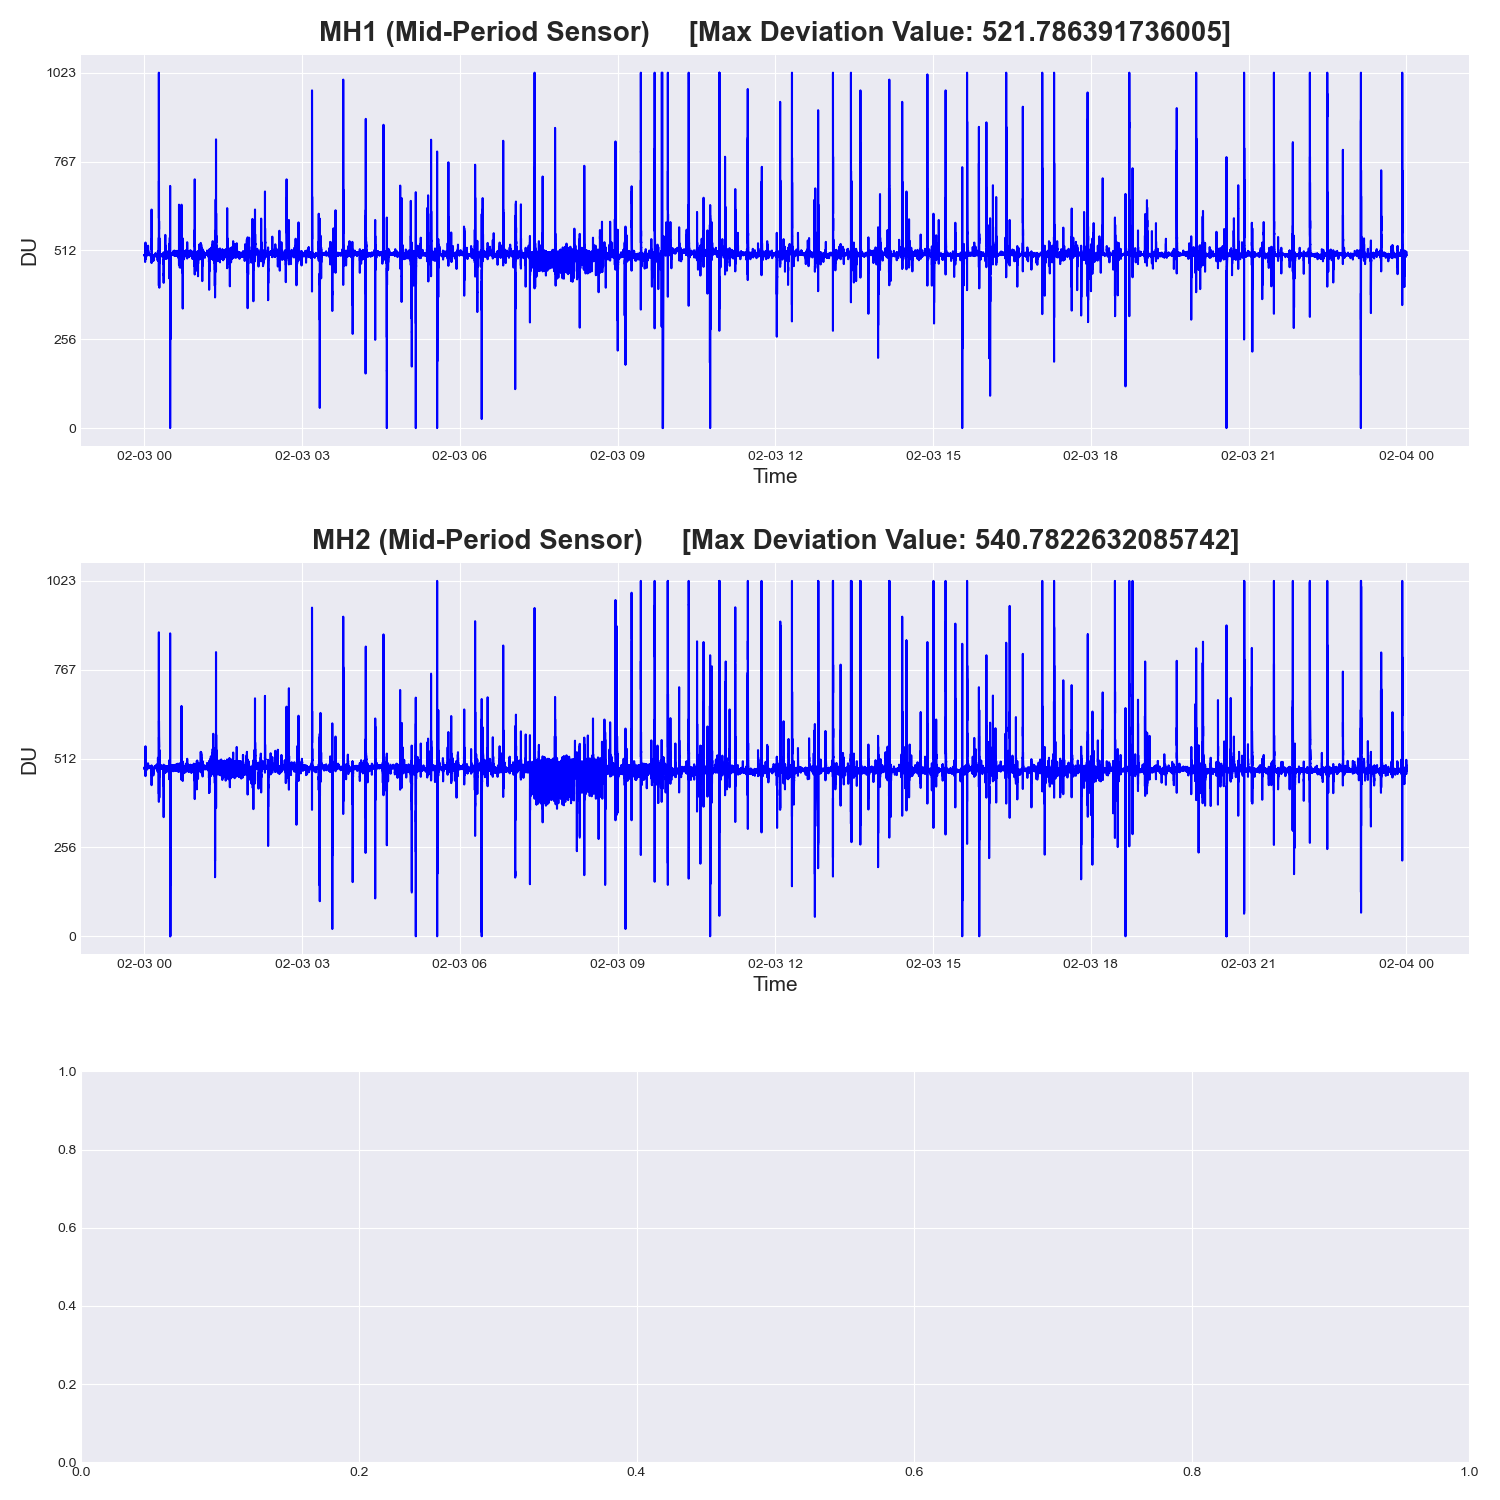 MH1 (Mid-Period Sensor) [Max Deviation Value: 521.786391736005]
1023
767
512
256
0
DU
02-03 00 02-03 03 02-03 06 02-03 09 02-03 12 02-03 15 02-03 18 02-03 21 02-04 00
Time
MH2 (Mid-Period Sensor) [Max Deviation Value: 540.7822632085742]
1023
767
512
256
0
DU
02-03 00 02-03 03 02-03 06 02-03 09 02-03 12 02-03 15 02-03 18 02-03 21 02-04 00
Time
1.0
0.8
0.6
0.4
0.2
0.0
0.0 0.2 0.4 0.6 0.8 1.0